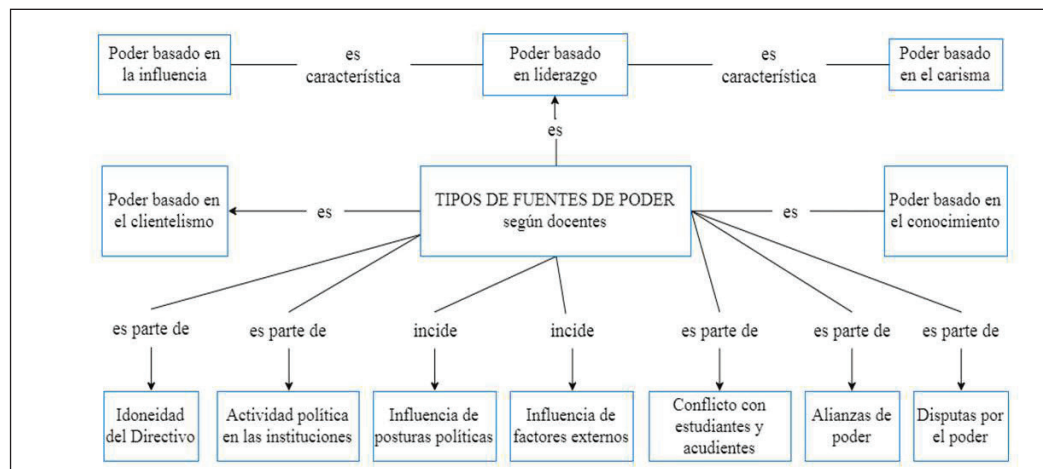 Poder basado en
la influencia
es
característica
Poder basado
en liderazgo
es
característica
Poder basado
en el carisma
es
Poder basado en
el clientelismo
es
TIPOS DE FUENTES DE PODER
según docentes
es
Poder basado en
el conocimiento
es parte de
es parte de
incide
incide
es parte de
es parte de
es parte de
Idoneidad
del Directivo
Actividad política
en las instituciones
Influencia de
posturas políticas
Influencia de
factores externos
Conflicto con
estudiantes y
acudientes
Alianzas de
poder
Disputas por
el poder